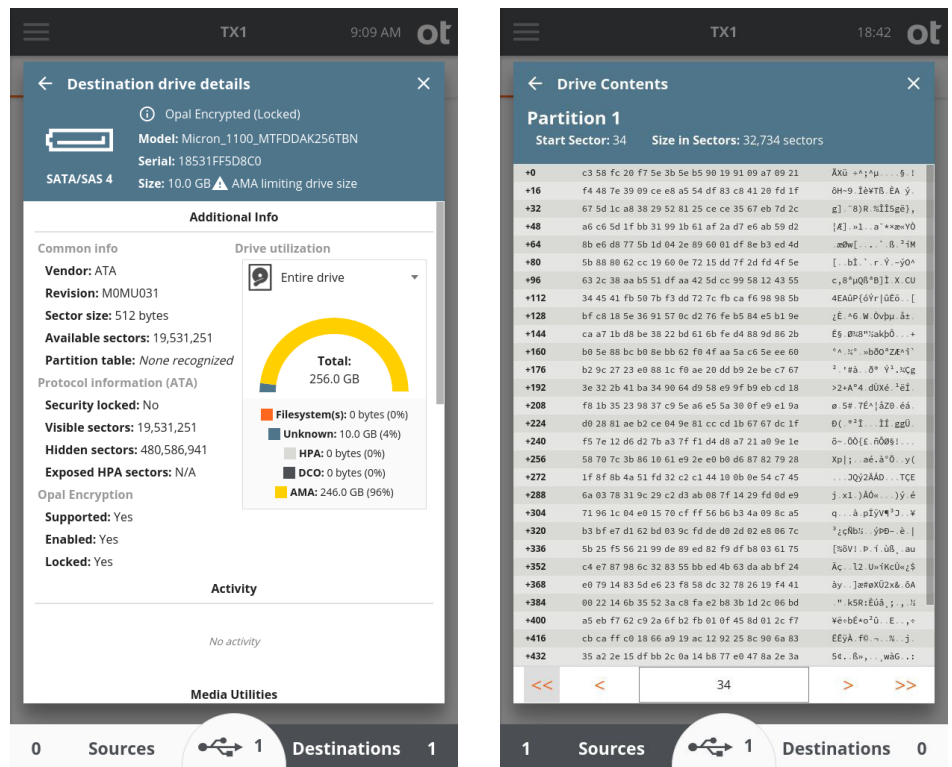 TX1 9:09 AM ot
Destination drive details
Opal Encrypted (Locked)
Model: Micron_1100_MTFDDAK256TBN
Serial: 18531FF5D8C0
SATA/SAS 4
Size: 10.0 GB AMA limiting drive size
Additional Info
Common info
Vendor: ATA
Revision: M0MU031
Sector size: 512 bytes
Available sectors: 19,531,251
Partition table: None recognized
Protocol information (ATA)
Security locked: No
Visible sectors: 19,531,251
Hidden sectors: 480,586,941
Exposed HPA sectors: N/A
Opal Encryption
Supported: Yes
Enabled: Yes
Locked: Yes
Drive utilization
Entire drive
Total:
256.0 GB
Filesystem(s): 0 bytes (0%)
Unknown: 10.0 GB (4%)
HPA: 0 bytes (0%)
DCO: 0 bytes (0%)
AMA: 246.0 GB (96%)
Activity
No activity
Media Utilities
0 Sources 1 Destinations 1
TX1 18:42 ot
Drive Contents
Partition 1
Start Sector: 34 Size in Sectors: 32,734 sectors
+0 c3 58 fc 20 f7 5e 3b 5e b5 90 19 91 09 a7 09 21
+16 f4 48 7e 39 09 ce e8 a5 54 df 83 c8 41 20 fd 1f
+32 67 5d 1c a8 38 29 52 81 25 ce ce 35 67 eb 7d 2c
+48 a6 c6 5d 1f bb 31 99 1b 61 af 2a d7 e6 ab 59 d2
+64 8b e6 d8 77 5b 1d 04 2e 89 60 01 df 8e b3 ed 4d
+80 5b 88 80 62 cc 19 60 0e 72 15 dd 7f 2d fd 4f 5e
+96 63 2c 38 aa b5 51 df aa 42 5d cc 99 58 12 43 55
+112 34 45 41 fb 50 7b f3 dd 72 7c fb ca f6 98 98 5b
+128 bf c8 18 5e 36 91 57 0c d2 76 fe b5 84 e5 b1 9e
+144 ca a7 1b d8 be 38 22 bd 61 6b fe d4 88 9d 86 2b
+160 b0 5e 88 bc b0 8e bb 62 f0 4f aa 5a c6 5e ee 60
+176 b2 9c 27 23 e0 88 1c f0 ae 20 dd b9 2e be c7 67
+192 3e 32 2b 41 ba 34 90 64 d9 58 e9 9f b9 eb cd 18
+208 f8 1b 35 23 98 37 c9 5e a6 e5 5a 30 0f e9 e1 9a
+224 d0 28 81 ae b2 ce 04 9e 81 cc cd 1b 67 67 dc 1f
+240 f5 7e 12 d6 d2 7b a3 7f f1 d4 d8 a7 21 a0 9e 1e
+256 58 70 7c 3b 86 10 61 e9 2e e0 b0 d6 87 82 79 28
+272 1f 8f 8b 4a 51 fd 32 c2 c1 44 10 0b 0e 54 c7 45
+288 6a 03 78 31 9c 29 c2 d3 ab 08 7f 14 29 fd 0d e9
+304 71 96 1c 04 e0 15 70 cf ff 56 b6 b3 4a 09 8c a5
+320 b3 bf e7 d1 62 bd 03 9c fd de d0 2d 02 e8 06 7c
+336 5b 25 f5 56 21 99 de 89 ed 82 f9 df b8 03 61 75
+352 c4 e7 87 98 6c 32 83 55 bb ed 4b 63 da ab bf 24
+368 e0 79 14 83 5d e6 23 f8 58 dc 32 78 26 19 f4 41
+384 00 22 14 6b 35 52 3a c8 fa e2 b8 3b 1d 2c 06 bd
+400 a5 eb f7 62 c9 2a 6f b2 fb 01 0f 45 8d 01 2c f7
+416 cb ca ff c0 18 66 a9 19 ac 12 92 25 8c 90 6a 83
+432 35 a2 2e 15 df bb 2c 0a 14 b8 77 e0 47 8a 2e 3a
<< < 34 > >>
1 Sources 1 Destinations 0